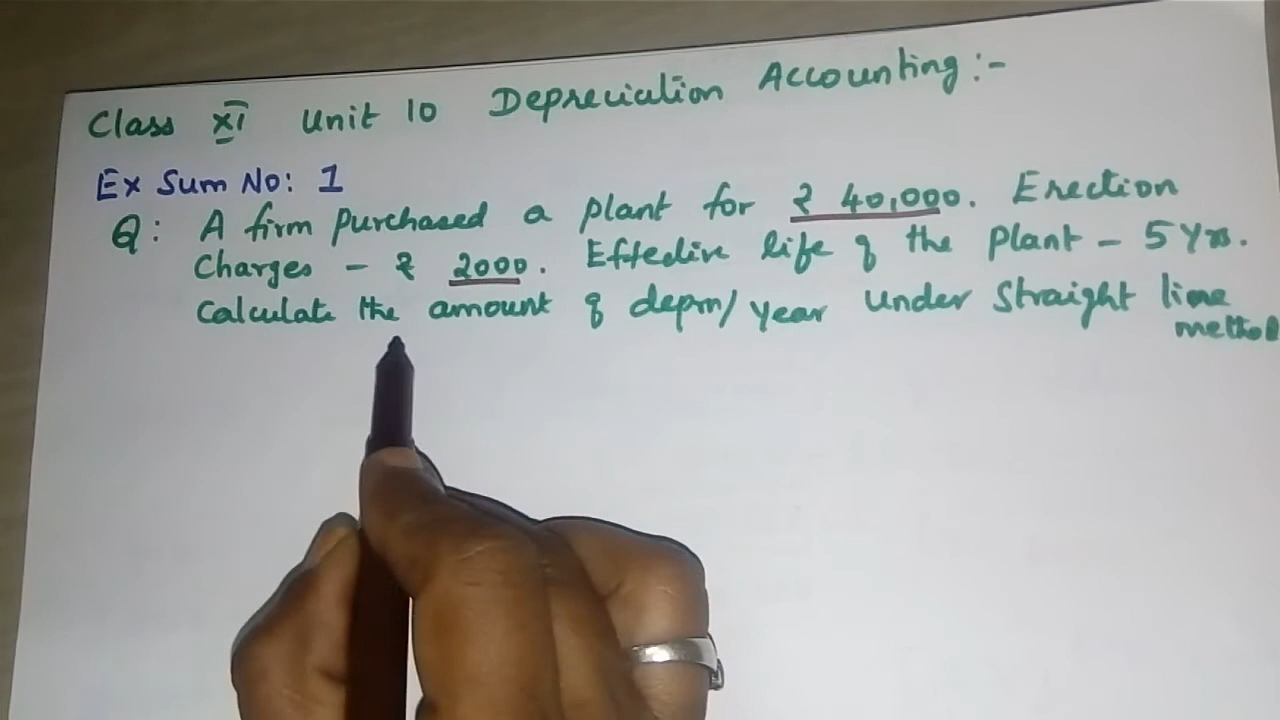 Class XI Unit 10 Depreciation Accounting:-
Ex Sum No: 1
Q: A firm purchased a plant for ₹ 40,000. Erection
Charges - ₹ 2000. Effective life of the plant - 5 Yrs.
Calculate the amount of deprn/year under straight line
method